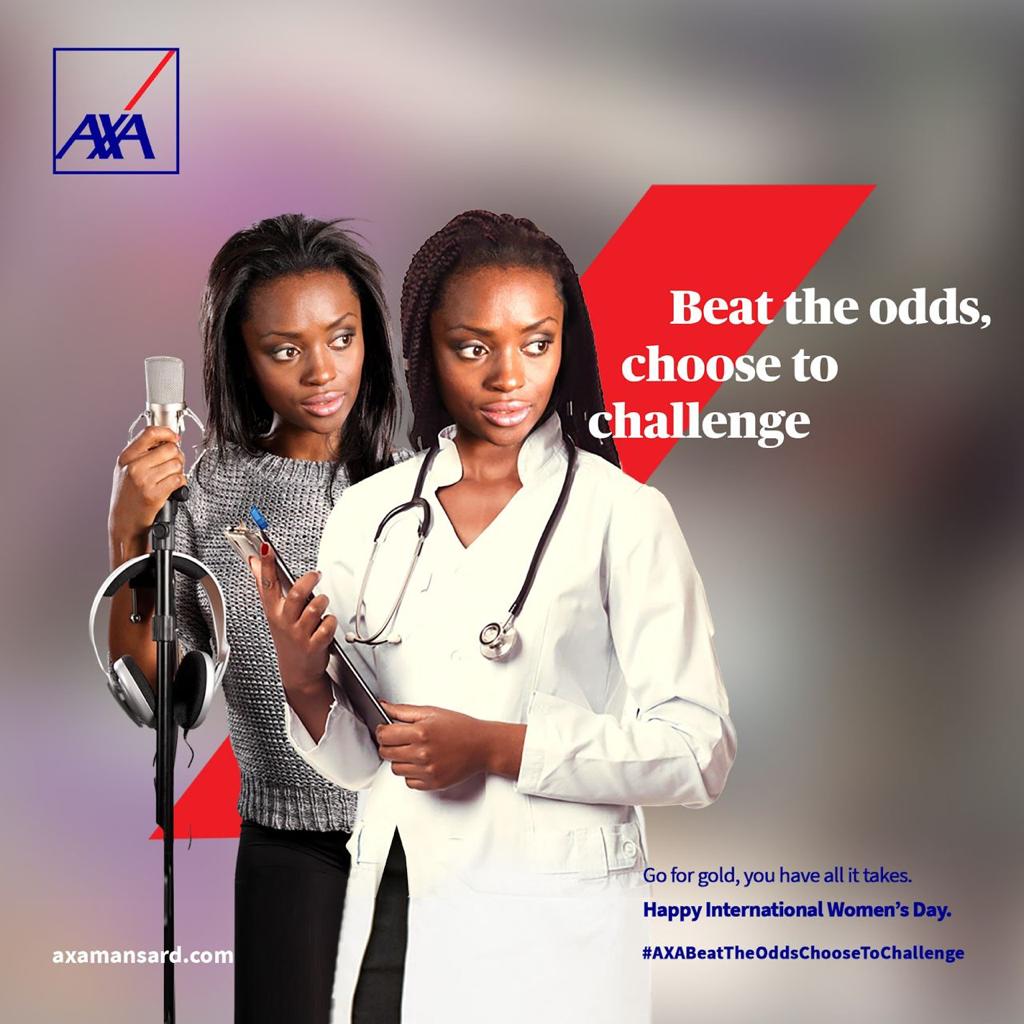 AXA
Beat the odds,
choose to
challenge
Go for gold, you have all it takes.
Happy International Women’s Day.
axamansard.com
#AXABeatTheOddsChooseToChallenge